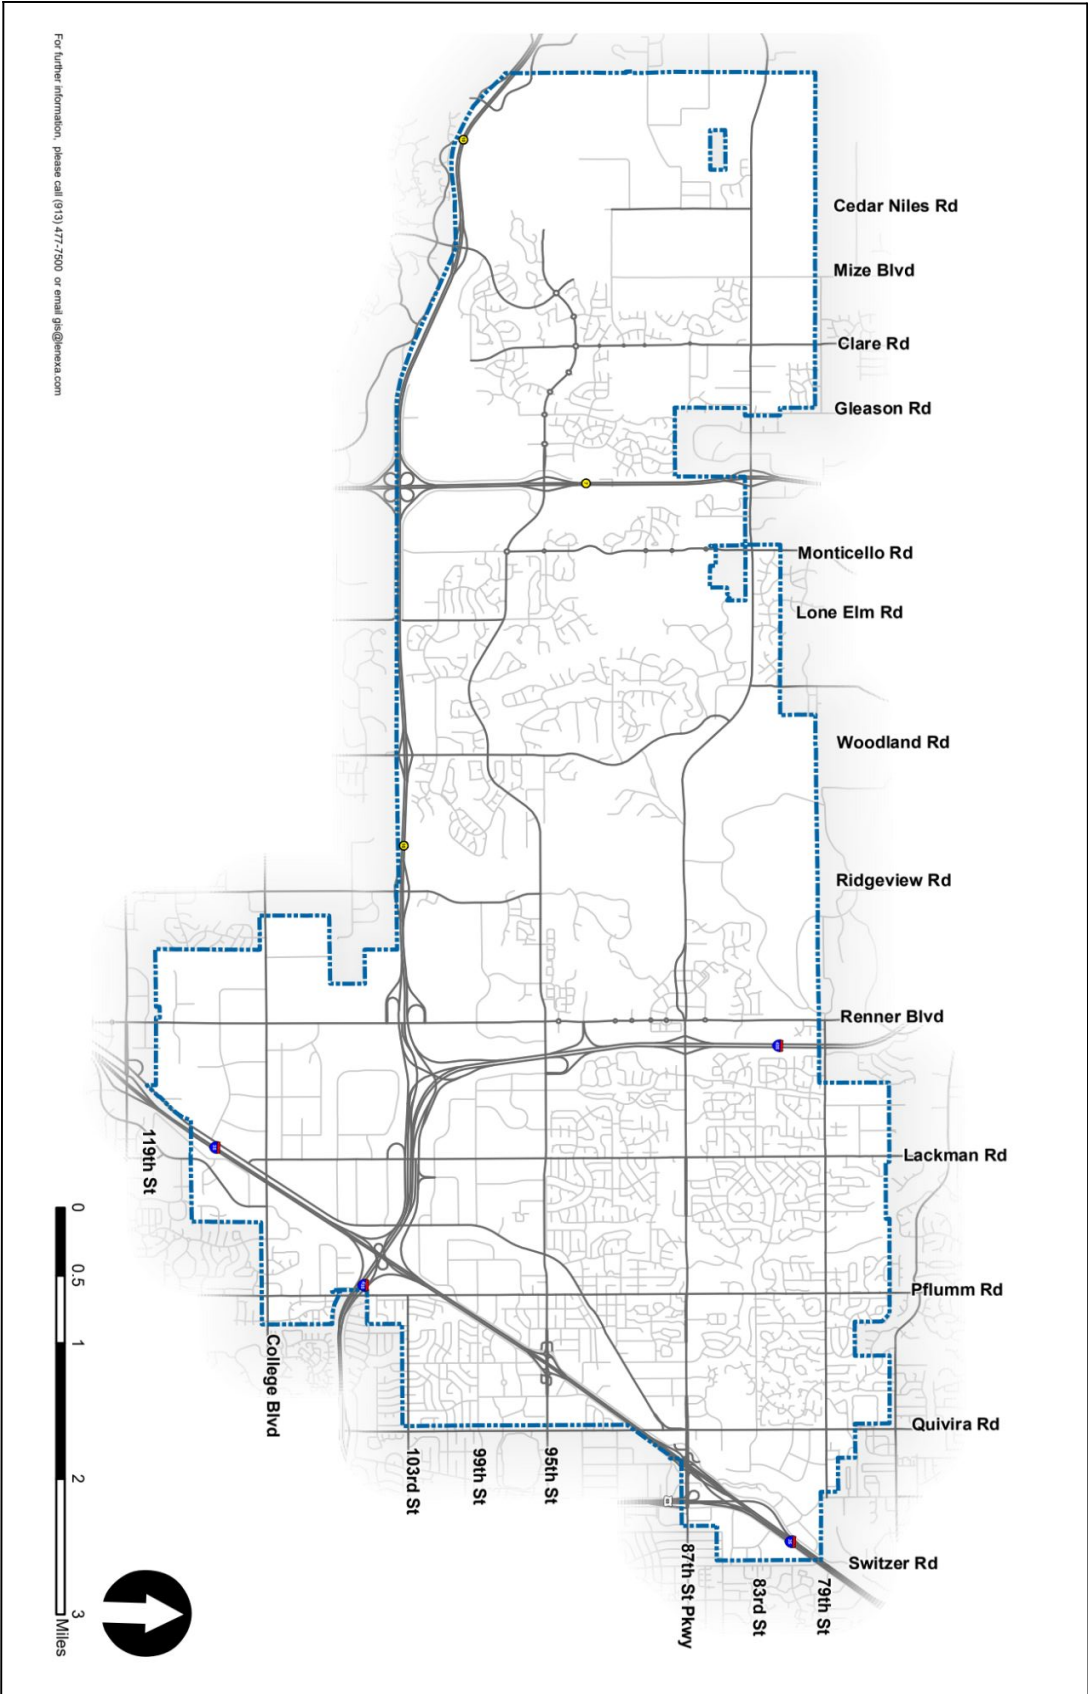 Cedar Niles Rd
Mize Blvd
Clare Rd
Gleason Rd
Monticello Rd
Lone Elm Rd
Woodland Rd
Ridgeview Rd
Renner Blvd
Lackman Rd
Pflumm Rd
Quivira Rd
Switzer Rd
79th St
83rd St
87th St Pkwy
95th St
99th St
103rd St
College Blvd
119th St
0 0.5 1 2 3
Miles
For further information, please call (913) 477-7500 or email gis@lenexa.com